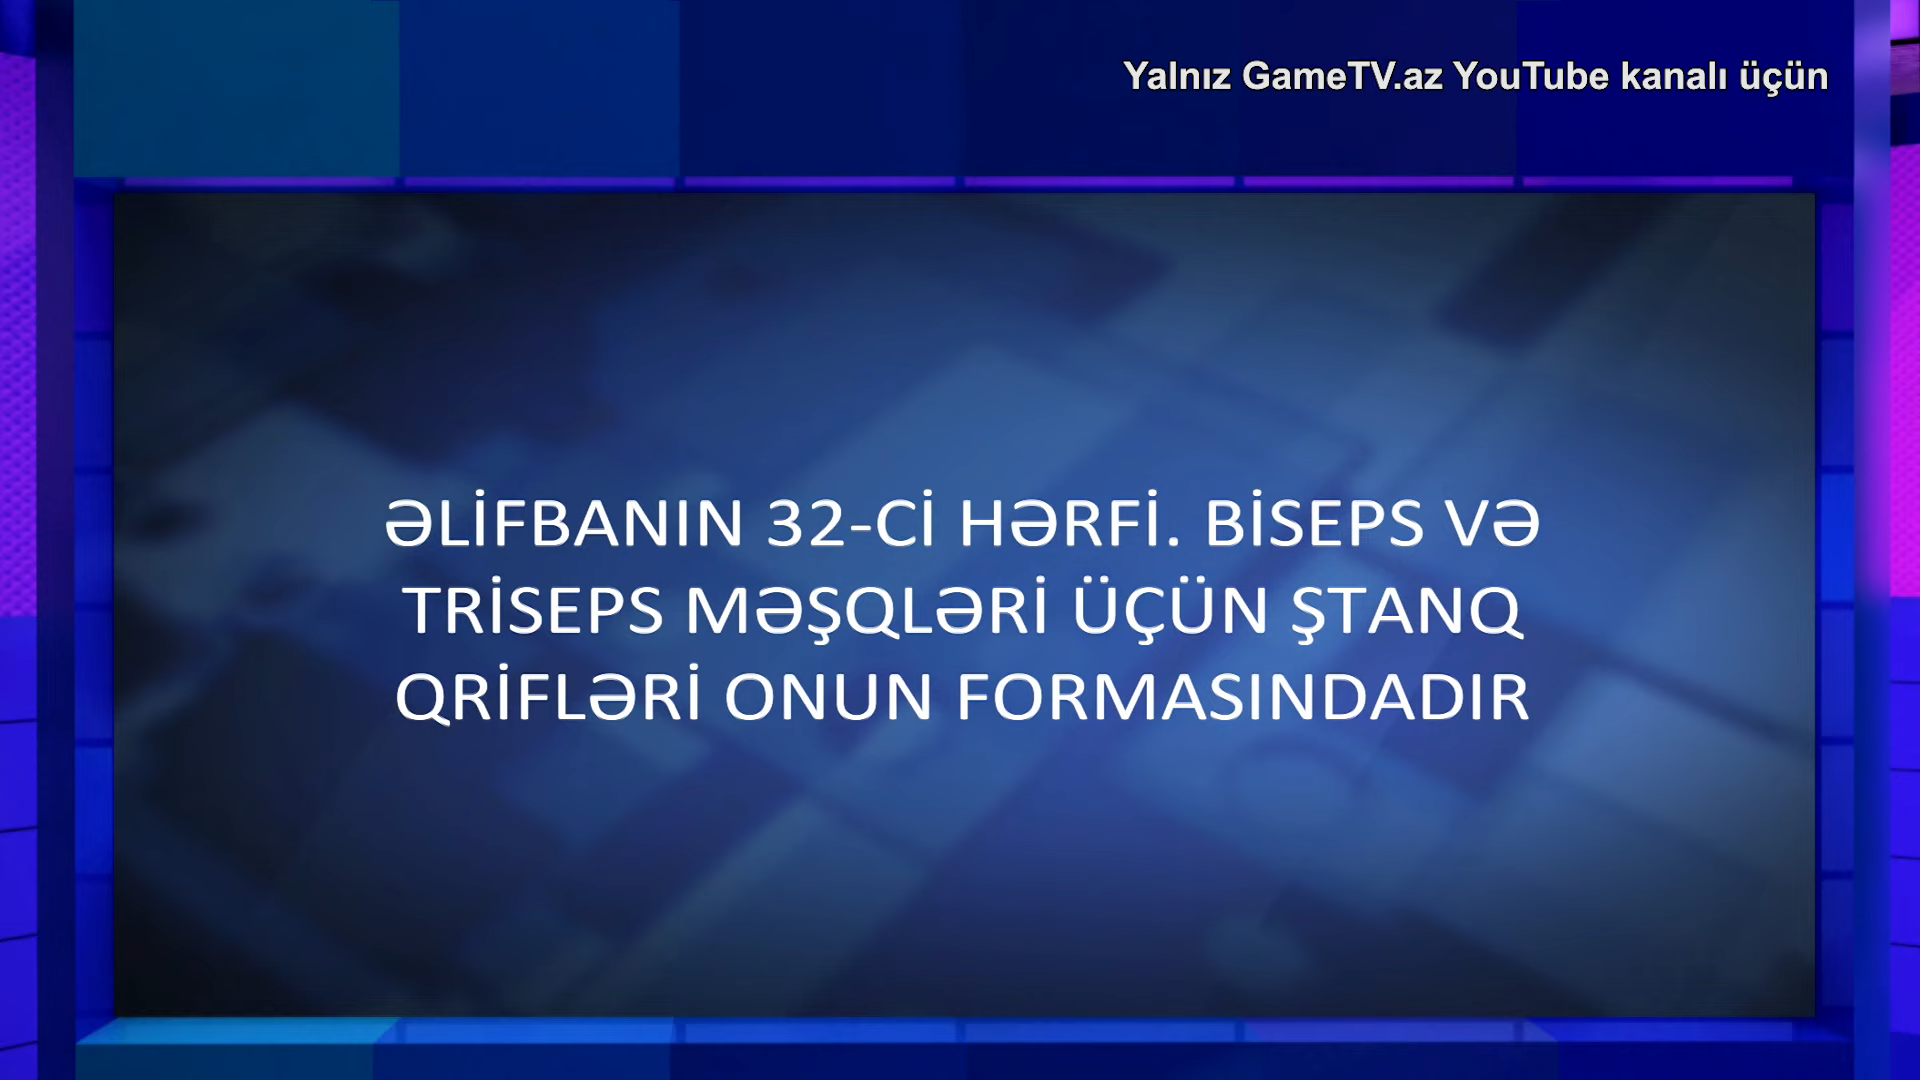 Yalnız GameTV.az YouTube kanalı üçün
ƏLİFBANIN 32-Cİ HƏRFİ. BİSEPS VƏ
TRİSEPS MƏŞQLƏRİ ÜÇÜN ŞTANQ
QRİFLƏRİ ONUN FORMASINDADIR